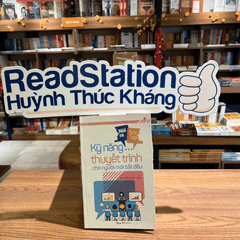 ReadStation
Huỳnh Thúc Kháng
Kỹ năng...
thuyết trình
cho người mới bắt đầu